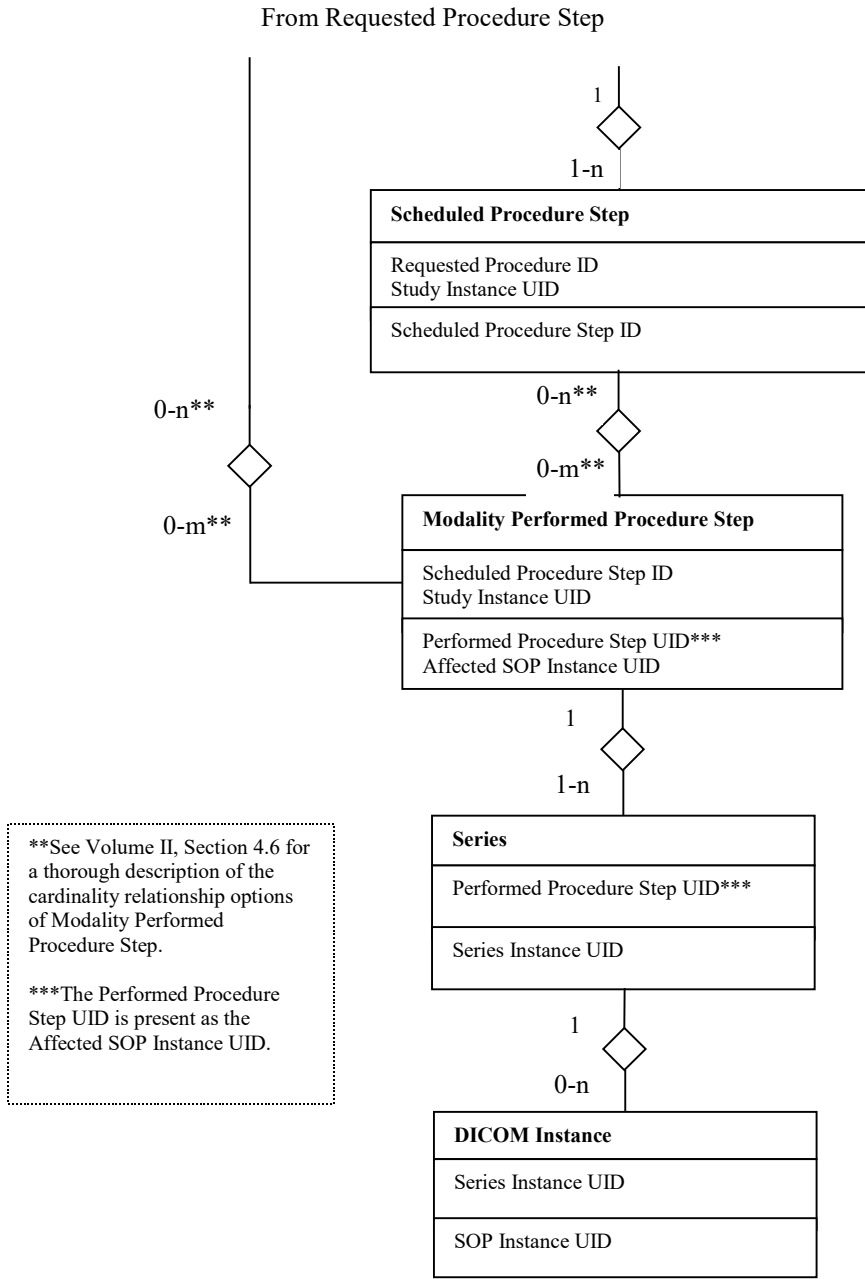 From Requested Procedure Step
1
1-n
Scheduled Procedure Step
Requested Procedure ID
Study Instance UID
Scheduled Procedure Step ID
0-n**
0-n**
0-m**
0-m**
Modality Performed Procedure Step
Scheduled Procedure Step ID
Study Instance UID
Performed Procedure Step UID***
Affected SOP Instance UID
1
1-n
**See Volume II, Section 4.6 for
a thorough description of the
cardinality relationship options
of Modality Performed
Procedure Step.
***The Performed Procedure
Step UID is present as the
Affected SOP Instance UID.
Series
Performed Procedure Step UID***
Series Instance UID
1
0-n
DICOM Instance
Series Instance UID
SOP Instance UID